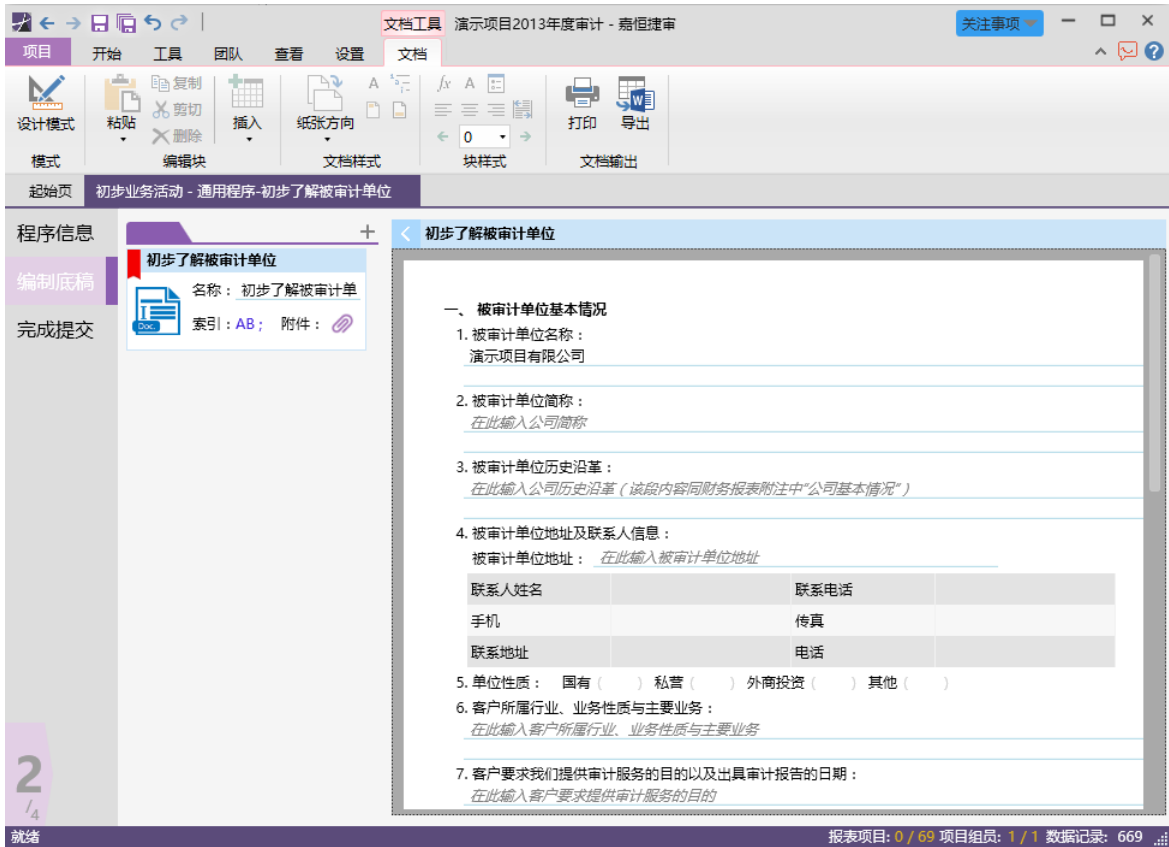 文档工具 演示项目2013年度审计 - 嘉恒捷审 关注事项
项目 开始 工具 团队 查看 设置 文档
设计模式 粘贴 复制 剪切 删除 插入 纸张方向 A fx A 0 打印 导出
模式 编辑块 文档样式 块样式 文档输出
起始页 初步业务活动 - 通用程序-初步了解被审计单位
程序信息
编制底稿
完成提交
初步了解被审计单位
名称： 初步了解被审计单
Doc. 索引：AB； 附件：
初步了解被审计单位
一、 被审计单位基本情况
1. 被审计单位名称：
演示项目有限公司
2. 被审计单位简称：
在此输入公司简称
3. 被审计单位历史沿革：
在此输入公司历史沿革（该段内容同财务报表附注中“公司基本情况”）
4. 被审计单位地址及联系人信息：
被审计单位地址： 在此输入被审计单位地址
联系人姓名 联系电话
手机 传真
联系地址 电话
5. 单位性质： 国有（ ）私营（ ）外商投资（ ）其他（ ）
6. 客户所属行业、业务性质与主要业务：
在此输入客户所属行业、业务性质与主要业务
7. 客户要求我们提供审计服务的目的以及出具审计报告的日期：
在此输入客户要求提供审计服务的目的
2/4
就绪 报表项目: 0 / 69 项目组员: 1 / 1 数据记录: 669